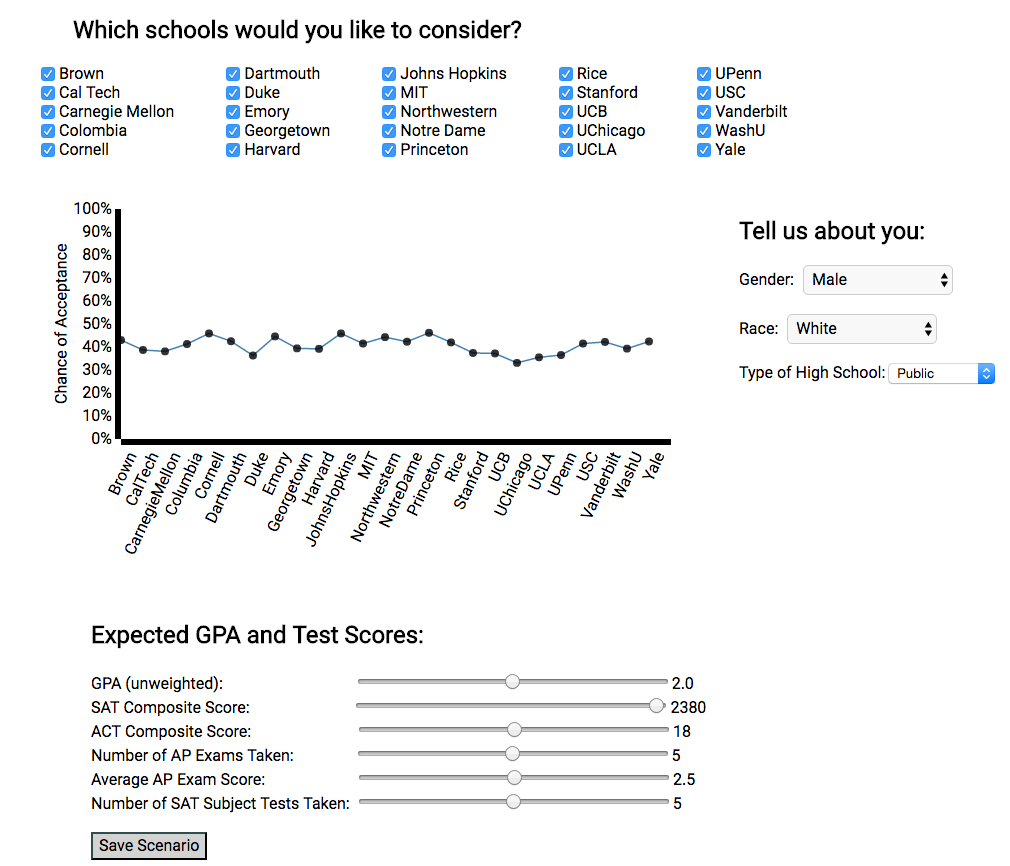 Which schools would you like to consider?
Brown Dartmouth Johns Hopkins Rice UPenn
Cal Tech Duke MIT Stanford USC
Carnegie Mellon Emory Northwestern UCB Vanderbilt
Colombia Georgetown Notre Dame UChicago WashU
Cornell Harvard Princeton UCLA Yale
100%
90%
80%
70%
60%
50%
40%
30%
20%
10%
0%
Chance of Acceptance
Brown
CalTech
CarnegieMellon
Columbia
Cornell
Dartmouth
Duke
Emory
Georgetown
Harvard
JohnsHopkins
MIT
Northwestern
NotreDame
Princeton
Rice
Stanford
UCB
UChicago
UCLA
UPenn
USC
Vanderbilt
WashU
Yale
Tell us about you:
Gender: Male
Race: White
Type of High School: Public
Expected GPA and Test Scores:
GPA (unweighted): 2.0
SAT Composite Score: 2380
ACT Composite Score: 18
Number of AP Exams Taken: 5
Average AP Exam Score: 2.5
Number of SAT Subject Tests Taken: 5
Save Scenario